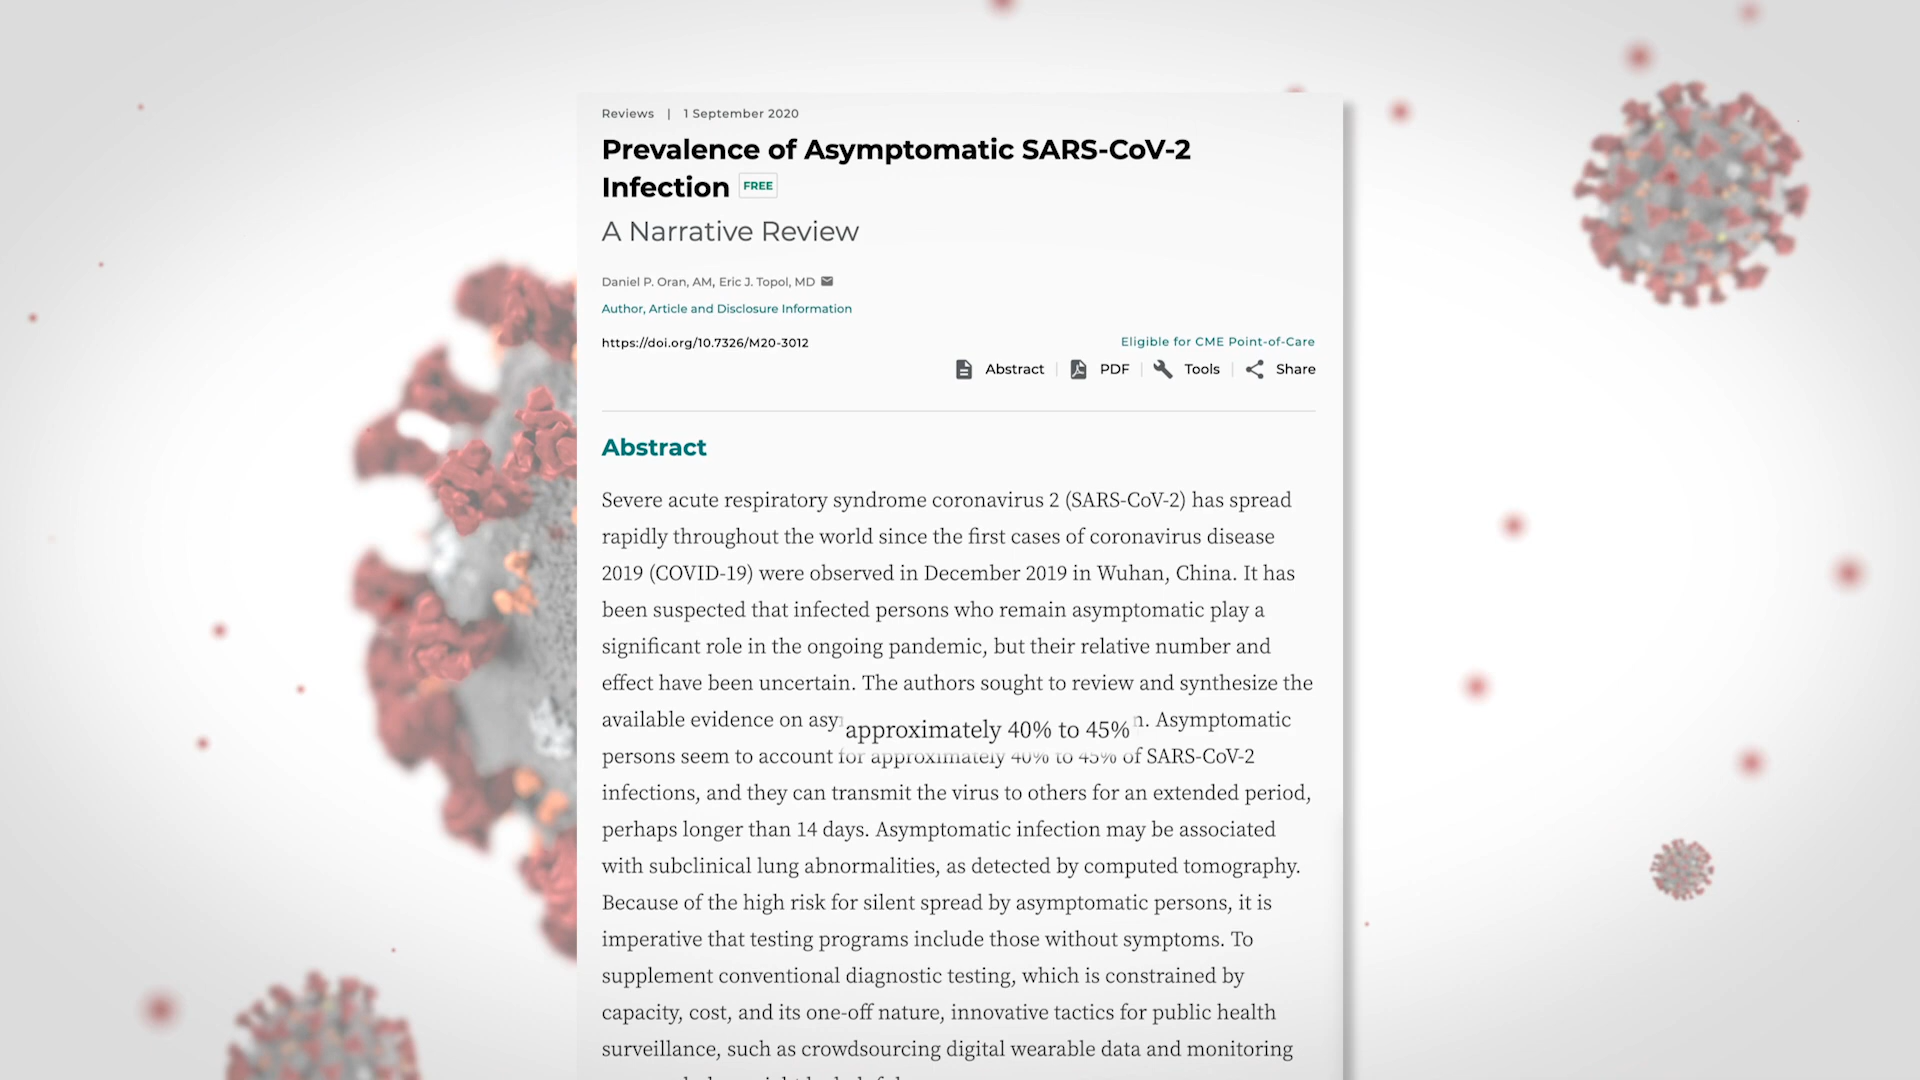 Reviews | 1 September 2020
Prevalence of Asymptomatic SARS-CoV-2
Infection FREE
A Narrative Review
Daniel P. Oran, AM, Eric J. Topol, MD
Author, Article and Disclosure Information
https://doi.org/10.7326/M20-3012
Eligible for CME Point-of-Care
Abstract | PDF | Tools | Share
Abstract
Severe acute respiratory syndrome coronavirus 2 (SARS-CoV-2) has spread
rapidly throughout the world since the first cases of coronavirus disease
2019 (COVID-19) were observed in December 2019 in Wuhan, China. It has
been suspected that infected persons who remain asymptomatic play a
significant role in the ongoing pandemic, but their relative number and
effect have been uncertain. The authors sought to review and synthesize the
available evidence on asy n. Asymptomatic
approximately 40% to 45%
persons seem to account for approximately 40% to 45% of SARS-CoV-2
infections, and they can transmit the virus to others for an extended period,
perhaps longer than 14 days. Asymptomatic infection may be associated
with subclinical lung abnormalities, as detected by computed tomography.
Because of the high risk for silent spread by asymptomatic persons, it is
imperative that testing programs include those without symptoms. To
supplement conventional diagnostic testing, which is constrained by
capacity, cost, and its one-off nature, innovative tactics for public health
surveillance, such as crowdsourcing digital wearable data and monitoring